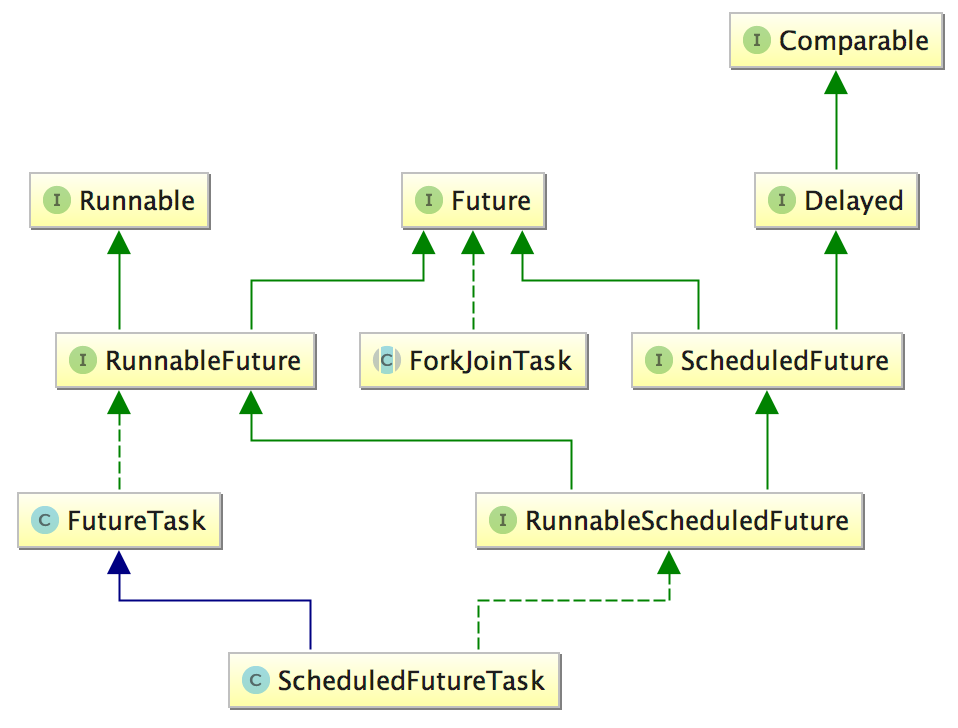 I Comparable
I Runnable
I Future
I Delayed
I RunnableFuture
C ForkJoinTask
I ScheduledFuture
C FutureTask
I RunnableScheduledFuture
C ScheduledFutureTask